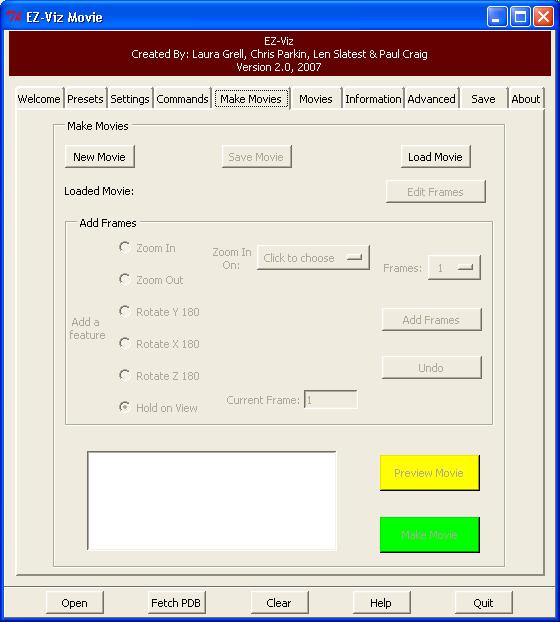 EZ-Viz Movie
EZ-Viz
Created By: Laura Grell, Chris Parkin, Len Slatest & Paul Craig
Version 2.0, 2007
Welcome Presets Settings Commands Make Movies Movies Information Advanced Save About
Make Movies
New Movie Save Movie Load Movie
Loaded Movie: Edit Frames
Add Frames
Zoom In
Zoom In On:
Click to choose
Frames: 1
Zoom Out
Rotate Y 180
Add a feature
Add Frames
Rotate X 180
Rotate Z 180
Undo
Hold on View
Current Frame: 1
Preview Movie
Make Movie
Open Fetch PDB Clear Help Quit